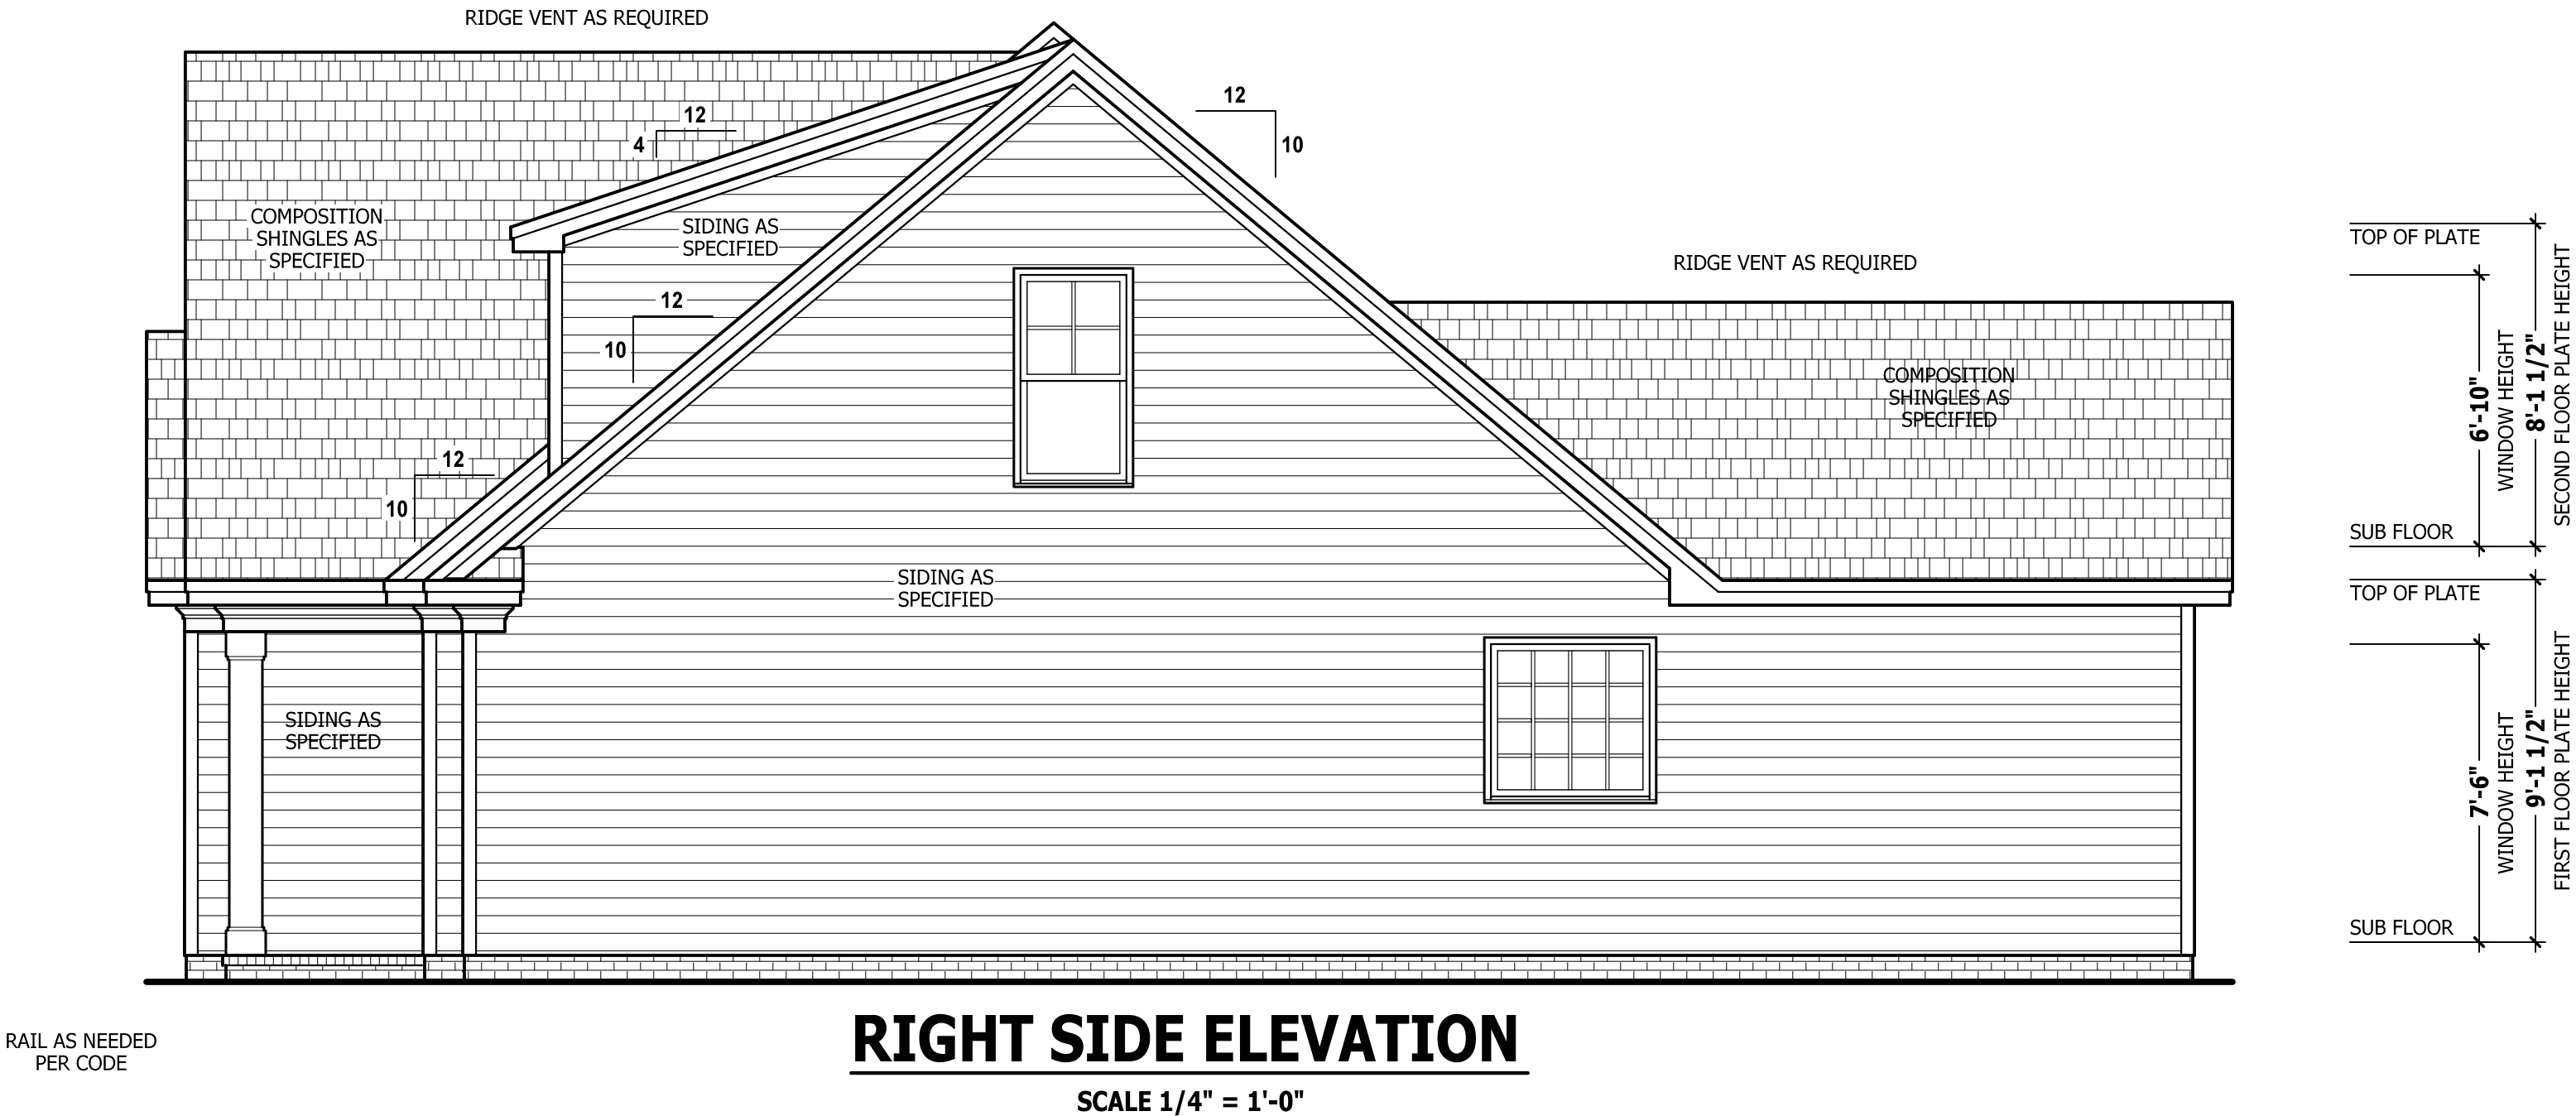 RIDGE VENT AS REQUIRED
12
4
12
10
COMPOSITION
SHINGLES AS
SPECIFIED
SIDING AS
SPECIFIED
12
10
12
10
RIDGE VENT AS REQUIRED
COMPOSITION
SHINGLES AS
SPECIFIED
SIDING AS
SPECIFIED
SIDING AS
SPECIFIED
TOP OF PLATE
6'-10"
WINDOW HEIGHT
8'-1 1/2"
SECOND FLOOR PLATE HEIGHT
SUB FLOOR
TOP OF PLATE
7'-6"
WINDOW HEIGHT
9'-1 1/2"
FIRST FLOOR PLATE HEIGHT
SUB FLOOR
RAIL AS NEEDED
PER CODE
RIGHT SIDE ELEVATION
SCALE 1/4" = 1'-0"